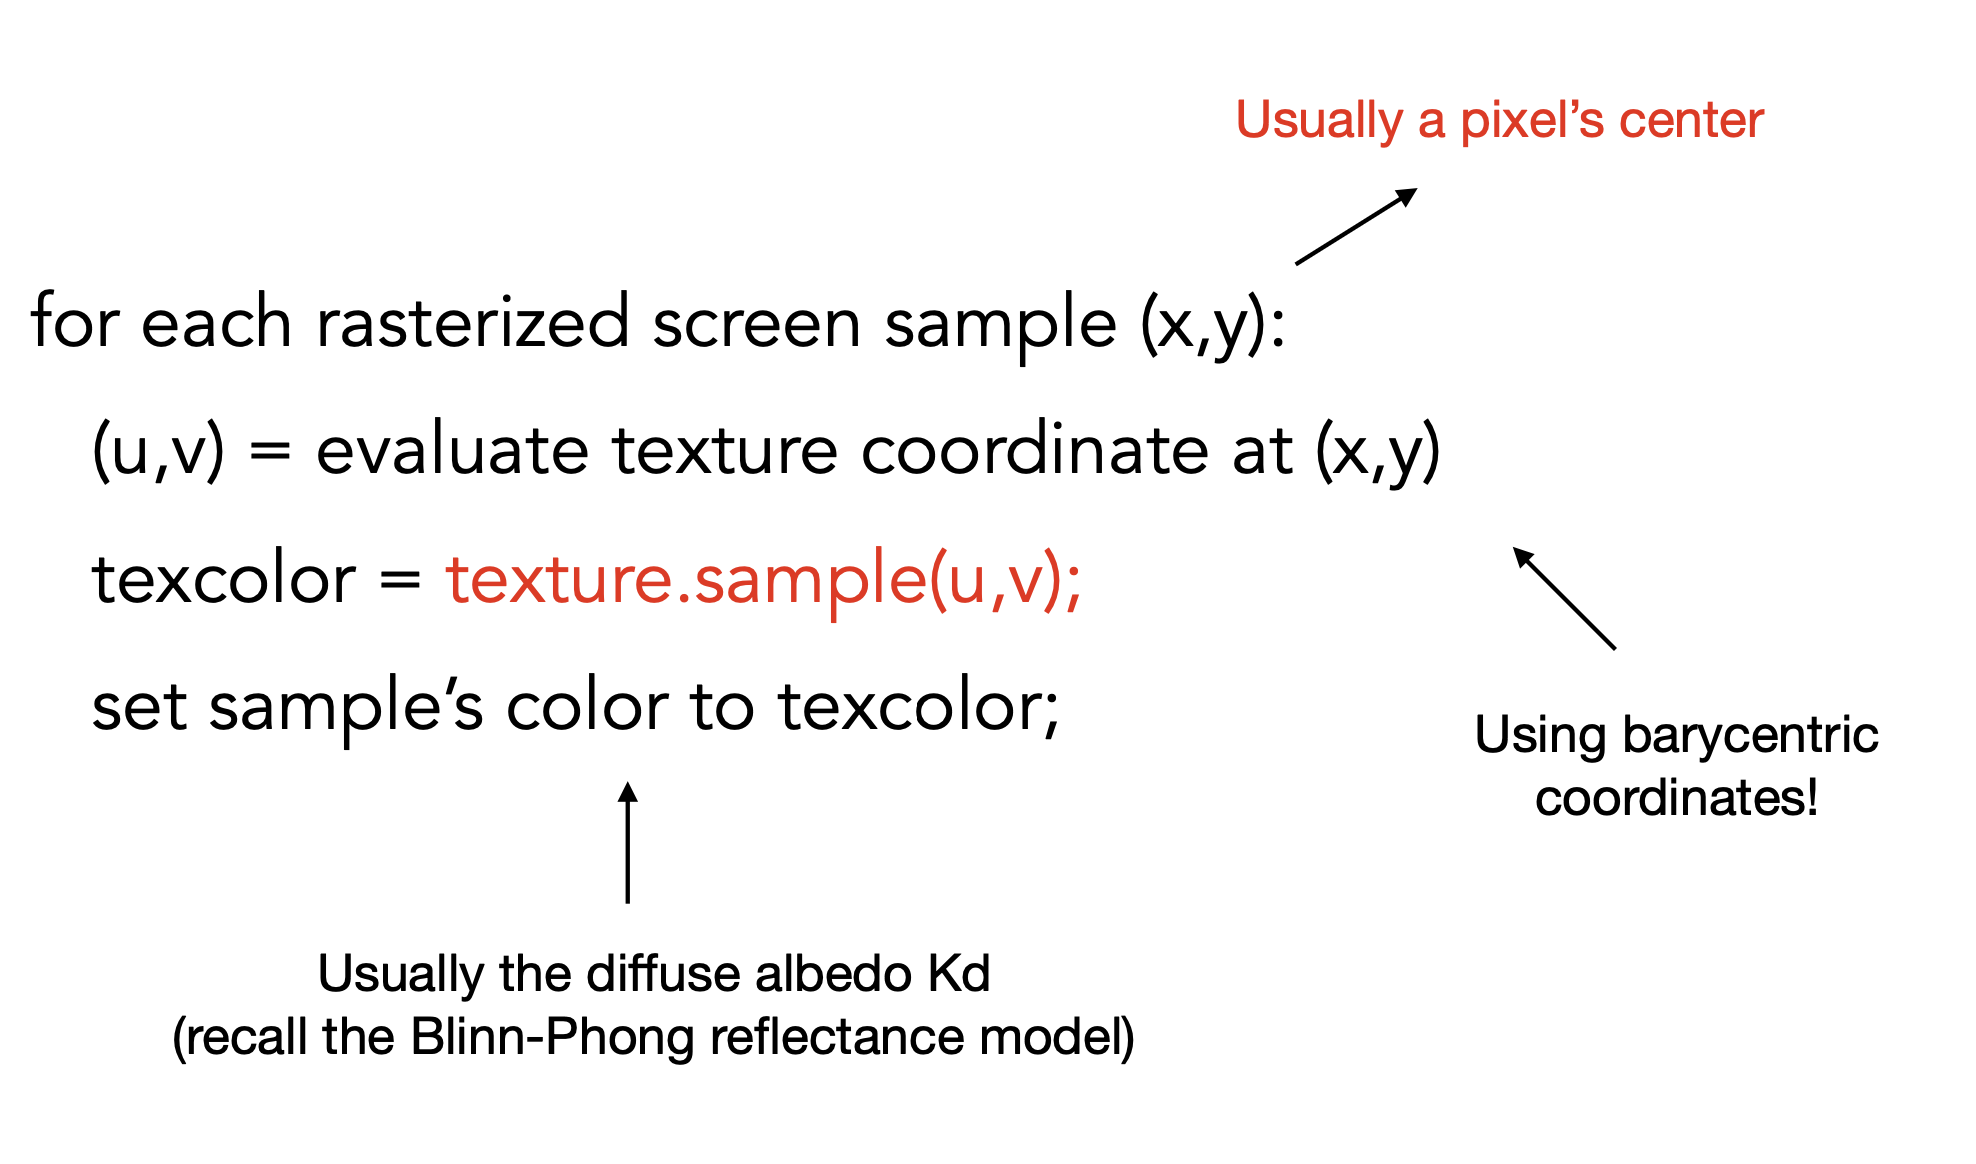 Usually a pixel’s center
for each rasterized screen sample (x,y):
(u,v) = evaluate texture coordinate at (x,y)
texcolor = texture.sample(u,v);
set sample’s color to texcolor;
Using barycentric
coordinates!
Usually the diffuse albedo Kd
(recall the Blinn-Phong reflectance model)